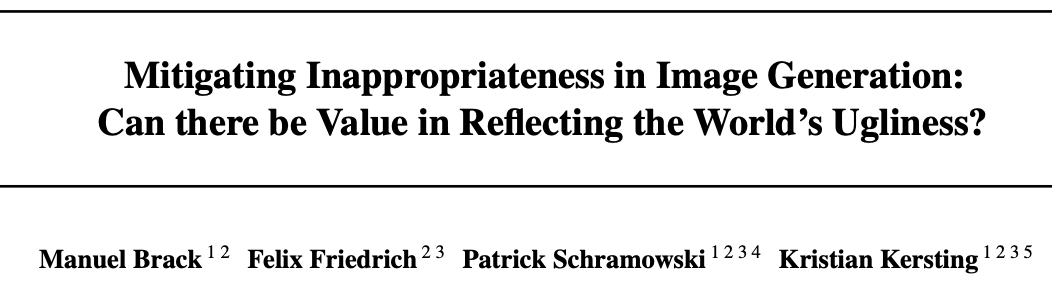 Mitigating Inappropriateness in Image Generation:
Can there be Value in Reflecting the World's Ugliness?
Manuel Brack 1 2 Felix Friedrich 2 3 Patrick Schramowski 1 2 3 4 Kristian Kersting 1 2 3 5